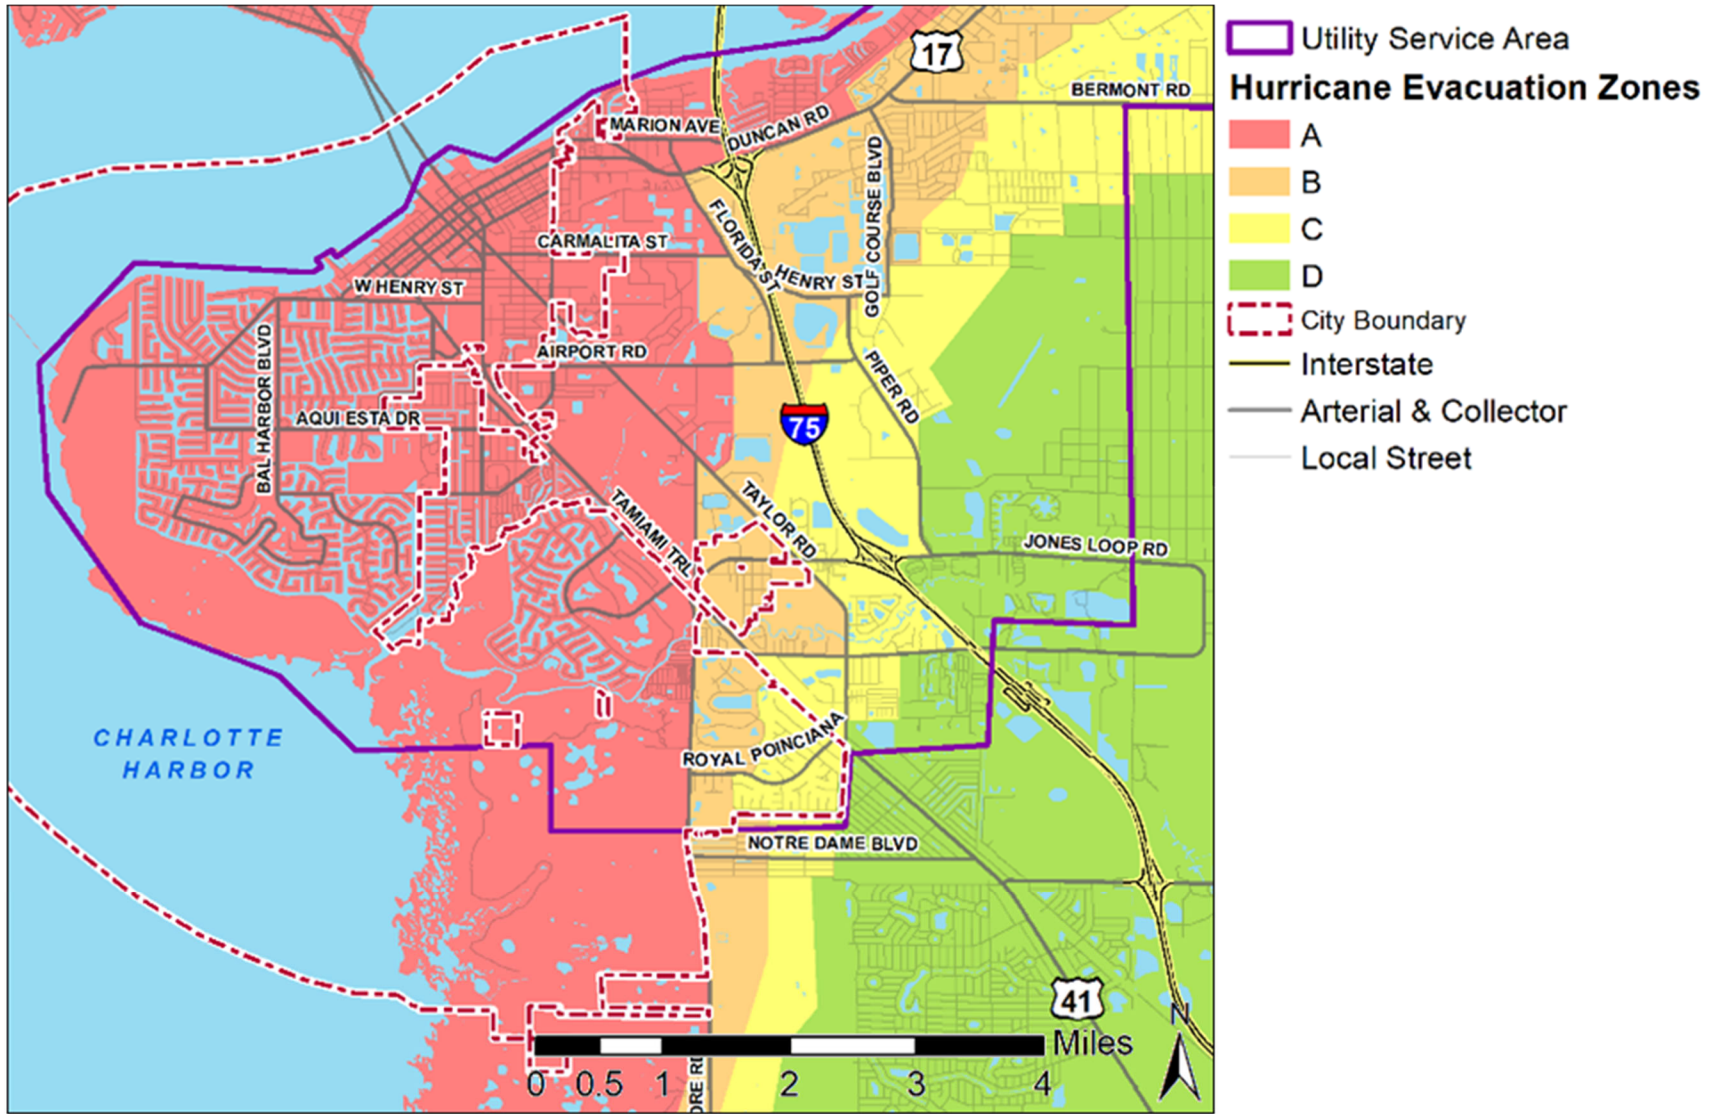 17
BERMONT RD
MARION AVE
DUNCAN RD
GOLF COURSE BLVD
FLORIDA ST
CARMALITA ST
HENRY ST
W HENRY ST
AIRPORT RD
BAL HARBOR BLVD
PIPER RD
AQUI ESTA DR
75
TAMIAMI TRL
TAYLOR RD
JONES LOOP RD
CHARLOTTE
HARBOR
ROYAL POINCIANA
NOTRE DAME BLVD
41
N
Miles
0 0.5 1 2 3 4
ORE RD
Utility Service Area
Hurricane Evacuation Zones
A
B
C
D
City Boundary
Interstate
Arterial & Collector
Local Street